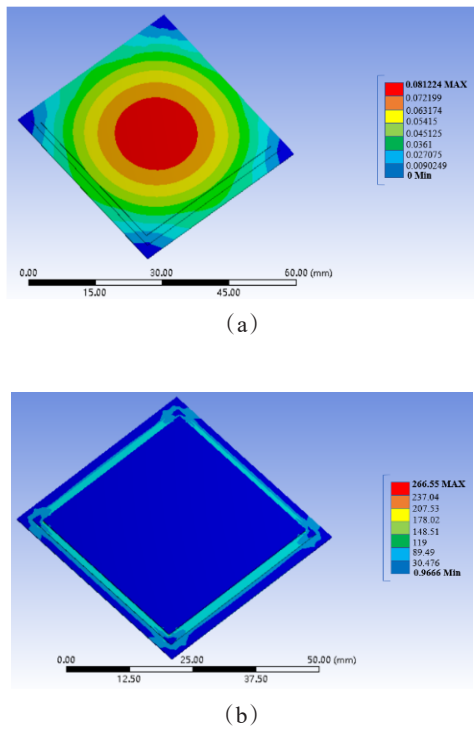 0.081224 MAX
0.072199
0.063174
0.05415
0.045125
0.0361
0.027075
0.0090249
0 Min
0.00 30.00 60.00 (mm)
15.00 45.00
(a)
266.55 MAX
237.04
207.53
178.02
148.51
119
89.49
30.476
0.9666 Min
0.00 25.00 50.00 (mm)
12.50 37.50
(b)